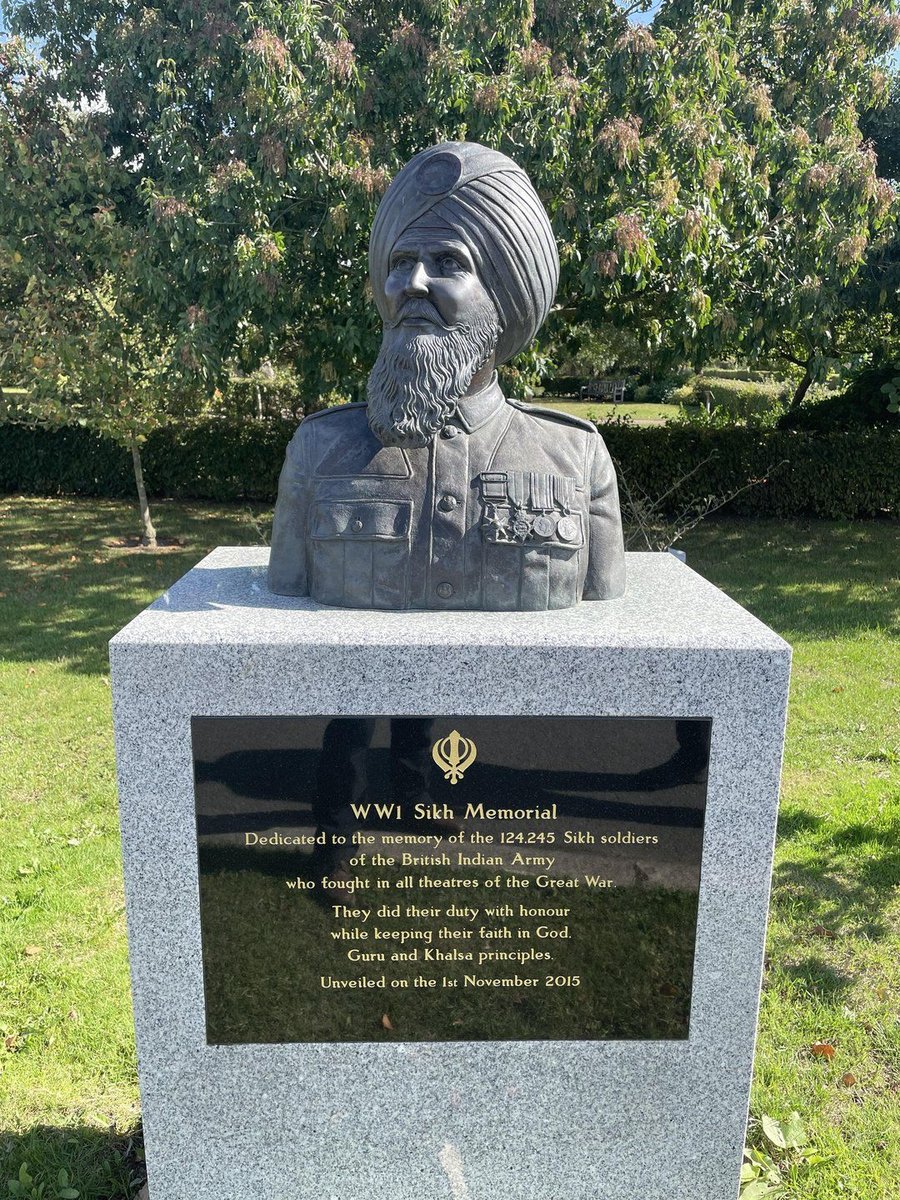 WW1 Sikh Memorial
Dedicated to the memory of the 124.245 Sikh soldiers
of the British Indian Army
who fought in all theatres of the Great War.
They did their duty with honour
while keeping their faith in God.
Guru and Khalsa principles.
Unveiled on the 1st November 2015